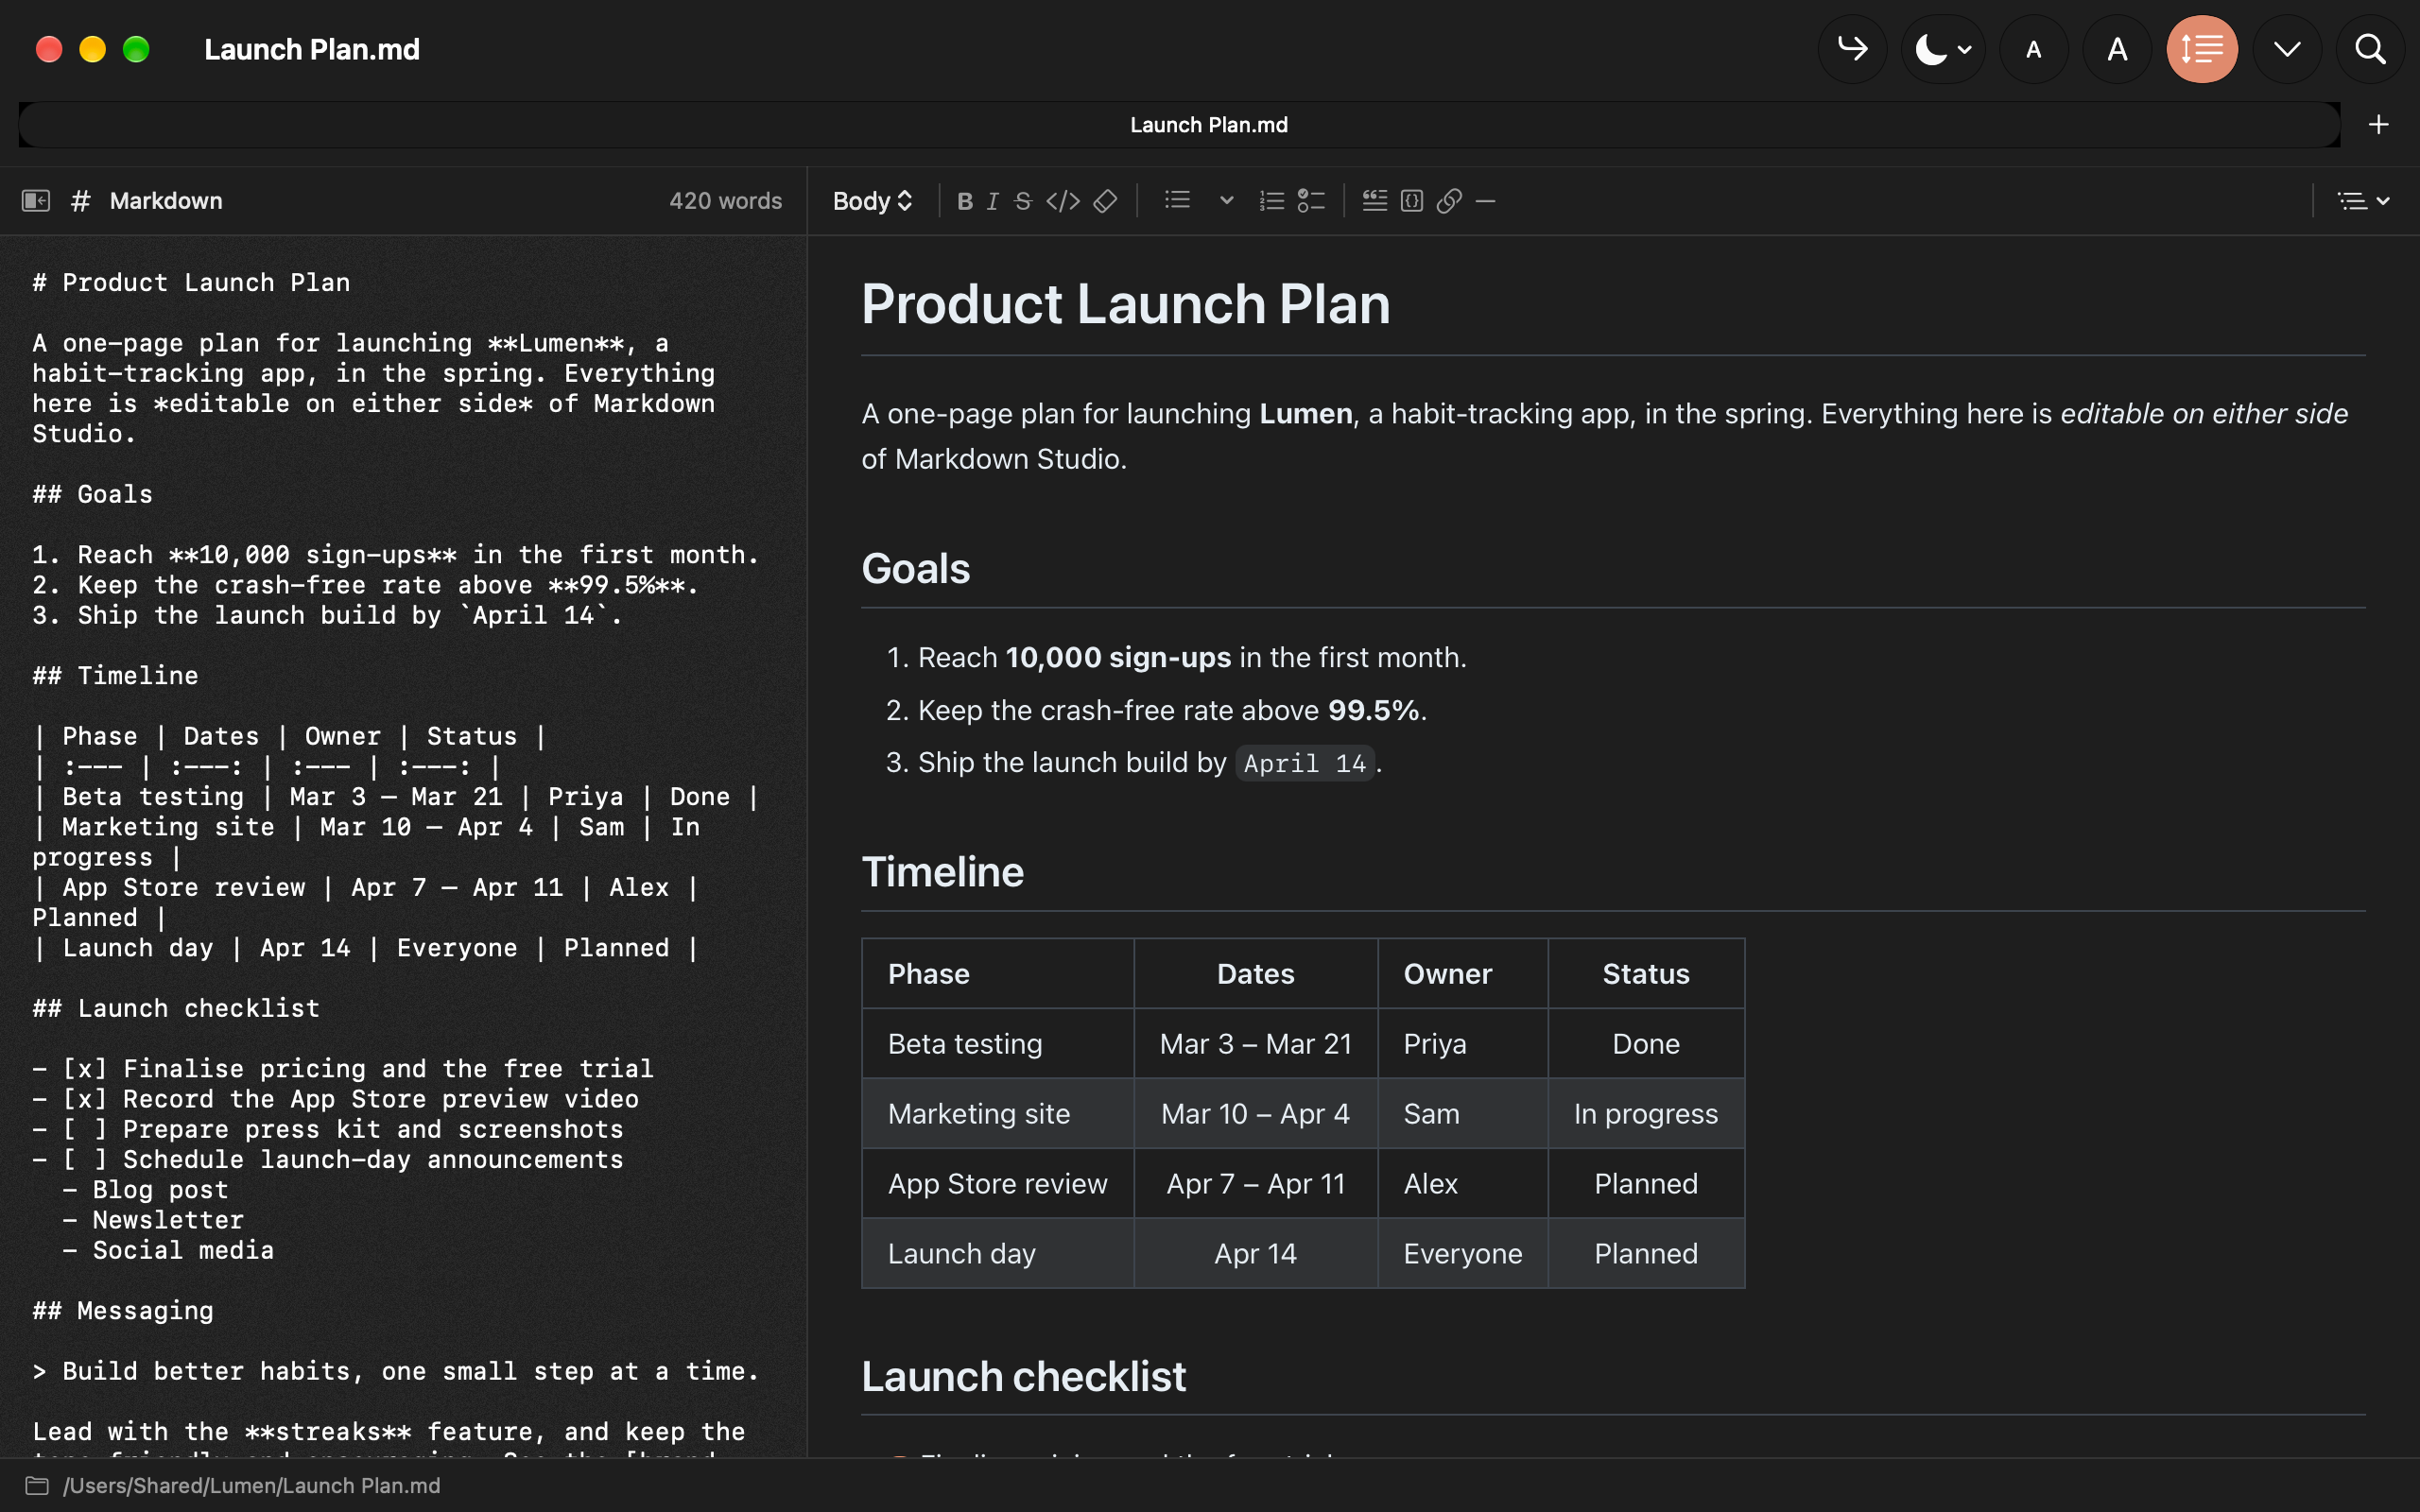 Launch Plan.md
A
A
Launch Plan.md
# Markdown
420 words
# Product Launch Plan
A one-page plan for launching **Lumen**, a
habit-tracking app, in the spring. Everything
here is *editable on either side* of Markdown
Studio.
## Goals
1. Reach **10,000 sign-ups** in the first month.
2. Keep the crash-free rate above **99.5%**.
3. Ship the launch build by `April 14`.
## Timeline
| Phase | Dates | Owner | Status |
| :--- | :---: | :--- | :---: |
| Beta testing | Mar 3 – Mar 21 | Priya | Done |
| Marketing site | Mar 10 – Apr 4 | Sam | In
progress |
| App Store review | Apr 7 – Apr 11 | Alex |
Planned |
| Launch day | Apr 14 | Everyone | Planned |
## Launch checklist
- [x] Finalise pricing and the free trial
- [x] Record the App Store preview video
- [ ] Prepare press kit and screenshots
- [ ] Schedule launch-day announcements
- Blog post
- Newsletter
- Social media
## Messaging
> Build better habits, one small step at a time.
Lead with the **streaks** feature, and keep the
Body
B I S </>
Product Launch Plan
A one-page plan for launching Lumen, a habit-tracking app, in the spring. Everything here is editable on either side
of Markdown Studio.
Goals
1. Reach 10,000 sign-ups in the first month.
2. Keep the crash-free rate above 99.5%.
3. Ship the launch build by April 14.
Timeline
Phase Dates Owner Status
Beta testing Mar 3 – Mar 21 Priya Done
Marketing site Mar 10 – Apr 4 Sam In progress
App Store review Apr 7 – Apr 11 Alex Planned
Launch day Apr 14 Everyone Planned
Launch checklist
/Users/Shared/Lumen/Launch Plan.md